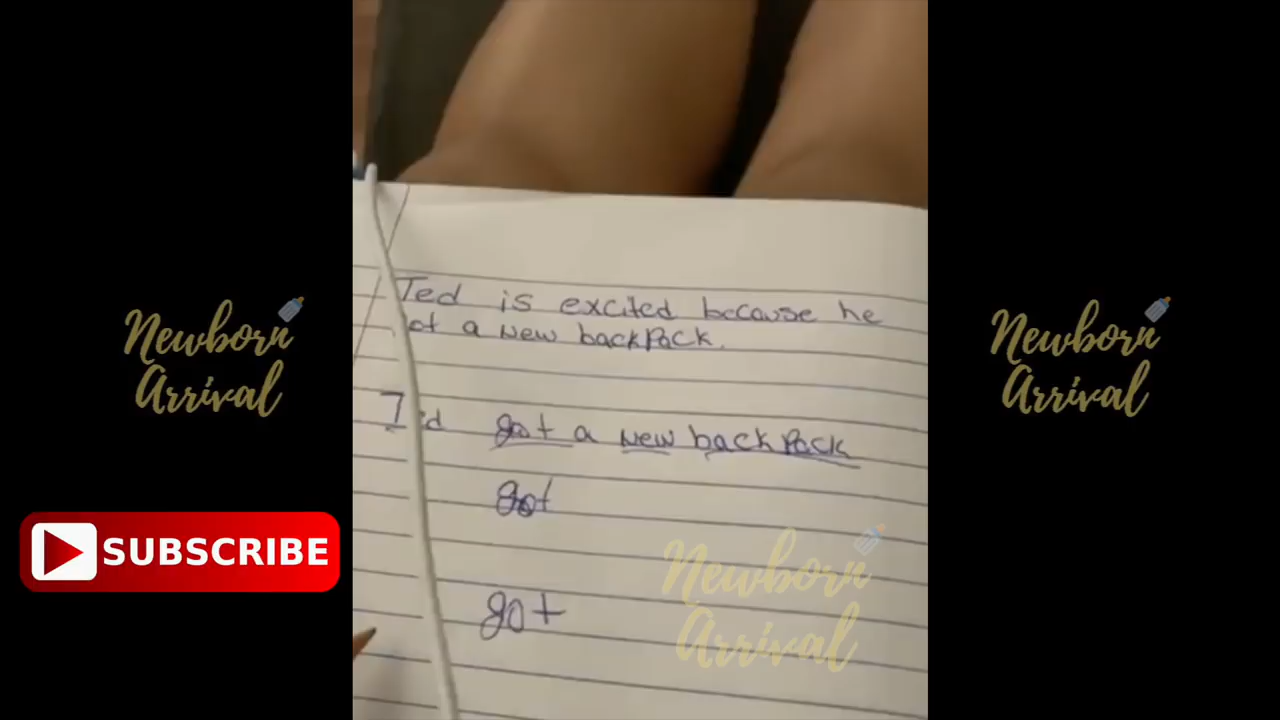 Ted is excited because he
ot a new backpack.
T ed got a new backpack
got
got
Newborn
Arrival
Newborn
Arrival
Newborn
Arrival
SUBSCRIBE